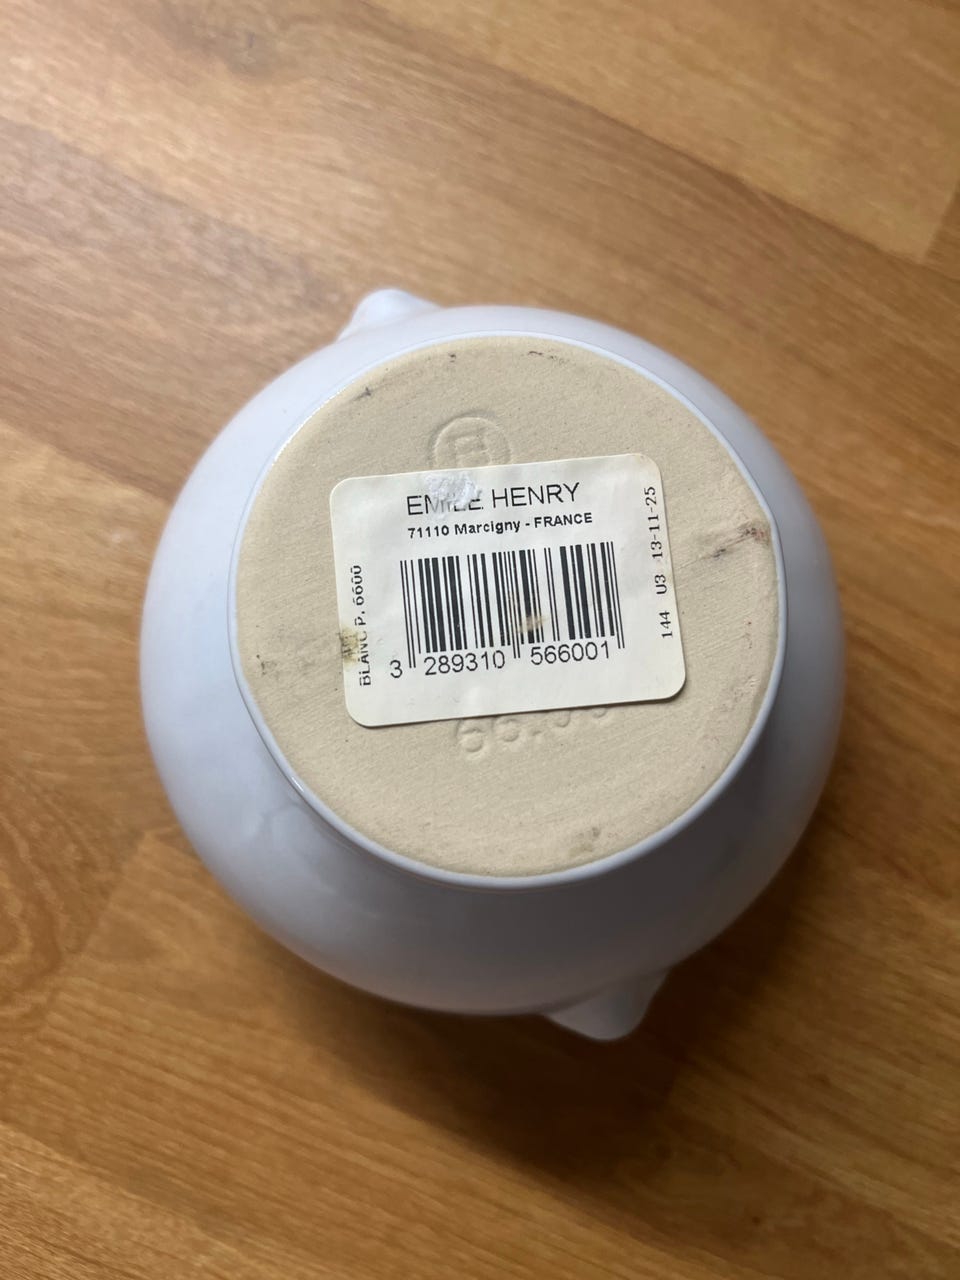 EMILE HENRY
71110 Marcigny - FRANCE
BLANC P. 6600
3 289310 566001
144 U3 13-11-25